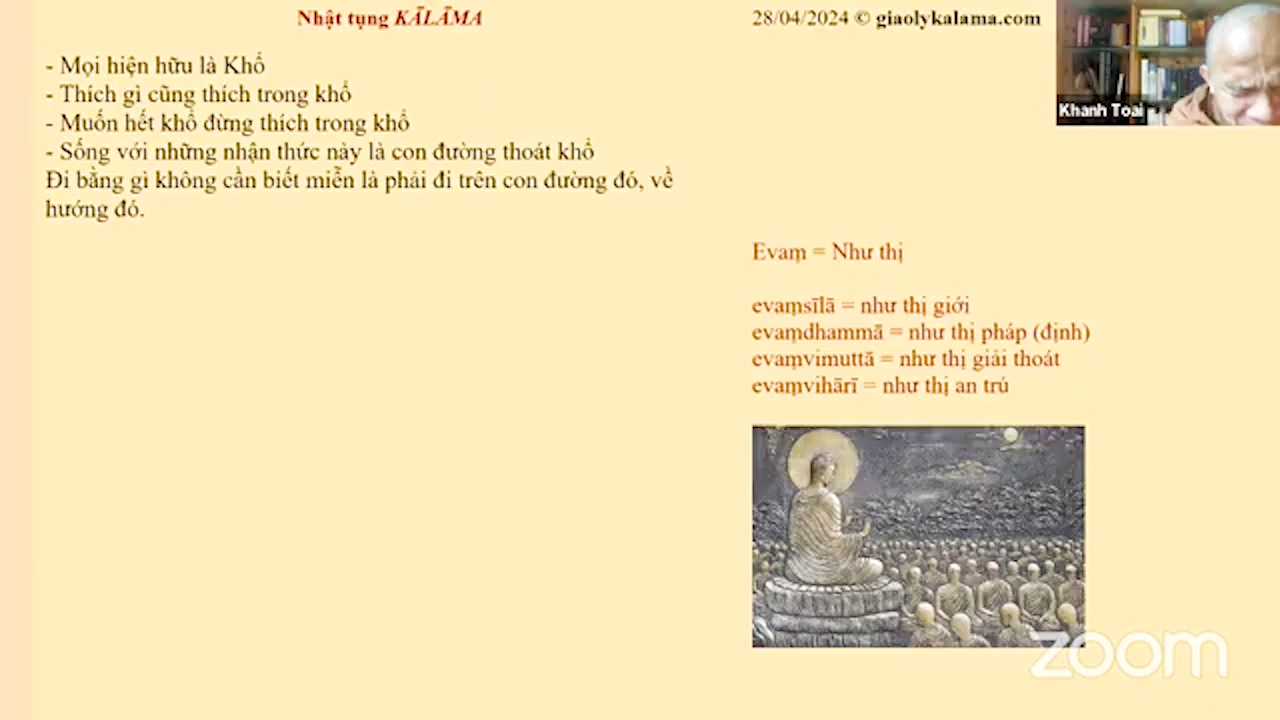 Nhật tụng KĀLĀMA
28/04/2024 © giaolykalama.com
Khanh Toai
- Mọi hiện hữu là Khổ
- Thích gì cũng thích trong khổ
- Muốn hết khổ đừng thích trong khổ
- Sống với những nhận thức này là con đường thoát khổ
Đi bằng gì không cần biết miễn là phải đi trên con đường đó, về
hướng đó.
Evaṃ = Như thị
evaṃsīlā = như thị giới
evaṃdhammā = như thị pháp (định)
evaṃvimuttā = như thị giải thoát
evaṃvihārī = như thị an trú
zoom